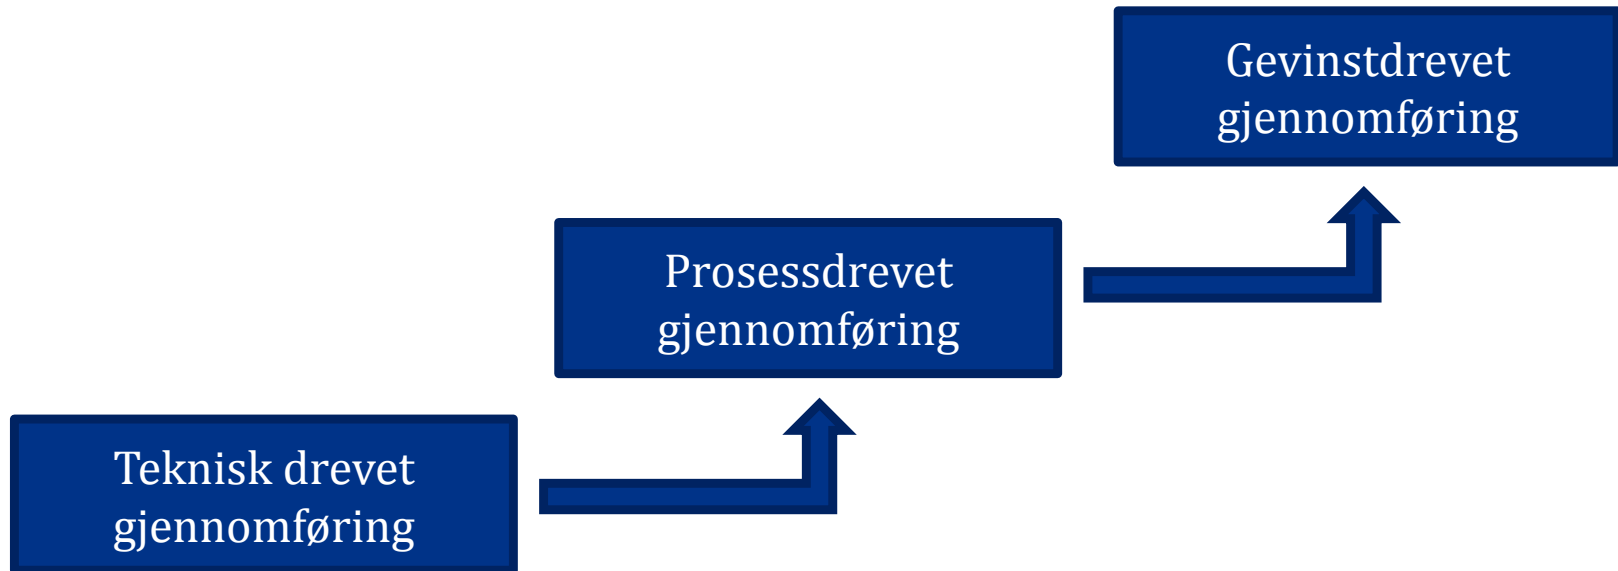 Gevinstdrevet
gjennomføring
Prosessdrevet
gjennomføring
Teknisk drevet
gjennomføring